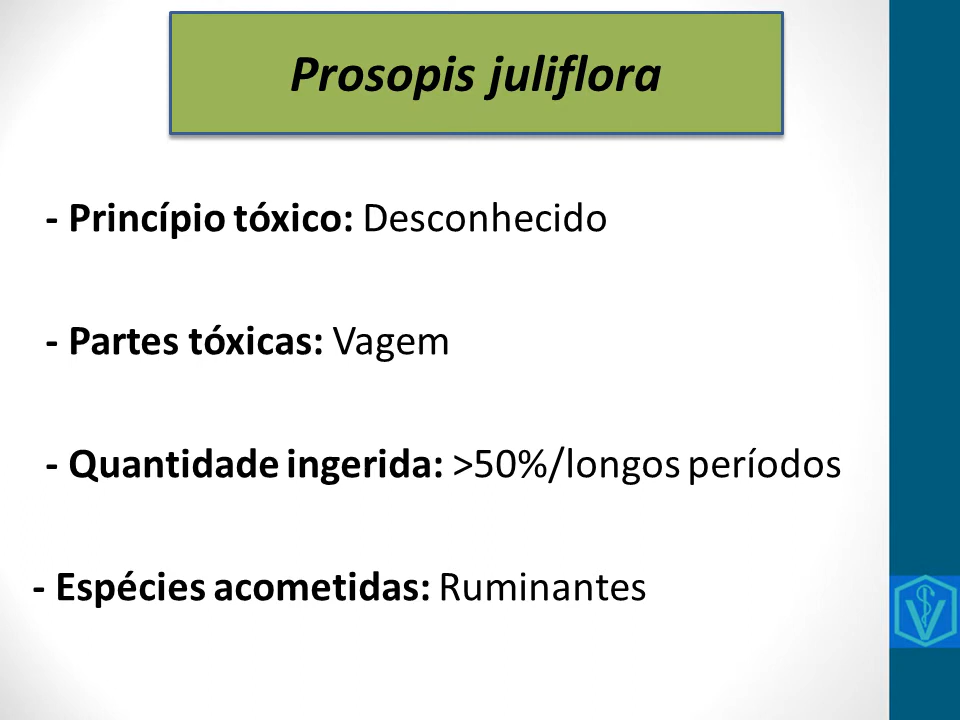 Prosopis juliflora
- Princípio tóxico: Desconhecido
- Partes tóxicas: Vagem
- Quantidade ingerida: >50%/longos períodos
- Espécies acometidas: Ruminantes
V